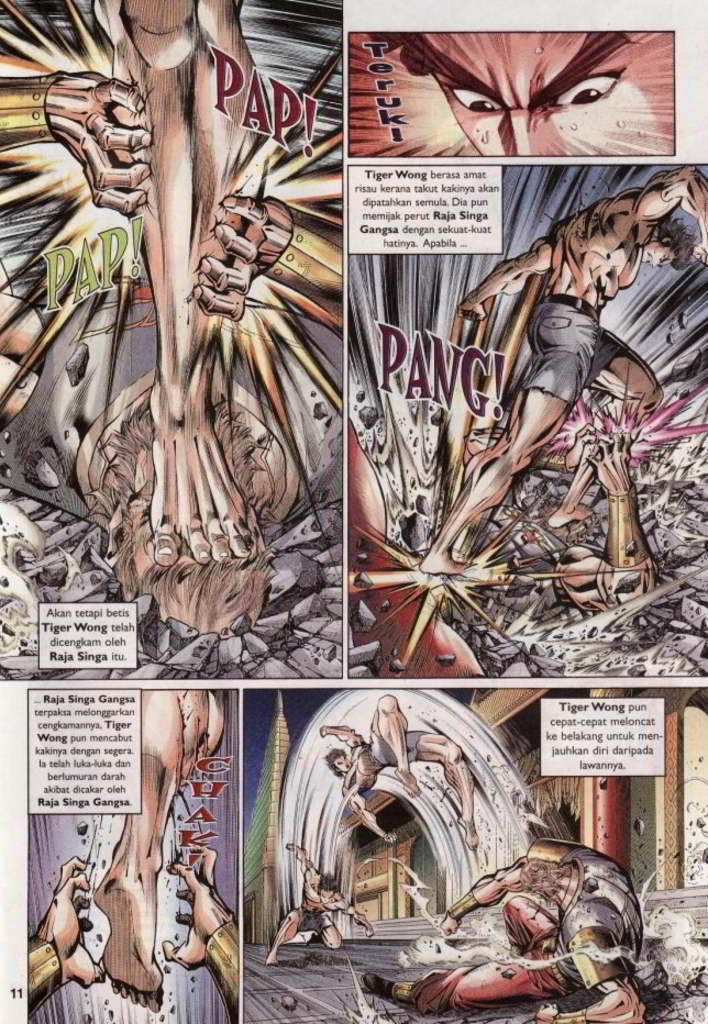 PAP!
PAP!
Akan tetapi betis
Tiger Wong telah
dicengkam oleh
Raja Singa itu.
Teruk!
Tiger Wong berasa amat
risau kerana takut kakinya akan
dipatahkan semula. Dia pun
memijak perut Raja Singa
Gangsa dengan sekuat-kuat
hatinya. Apabila ...
PANG!
... Raja Singa Gangsa
terpaksa melonggarkan
cengkamannya, Tiger
Wong pun mencabut
kakinya dengan segera.
Ia telah luka-luka dan
berlumuran darah
akibat dicakar oleh
Raja Singa Gangsa.
CHAK!
Tiger Wong pun
cepat-cepat meloncat
ke belakang untuk men-
jauhkan diri daripada
lawannya.
11